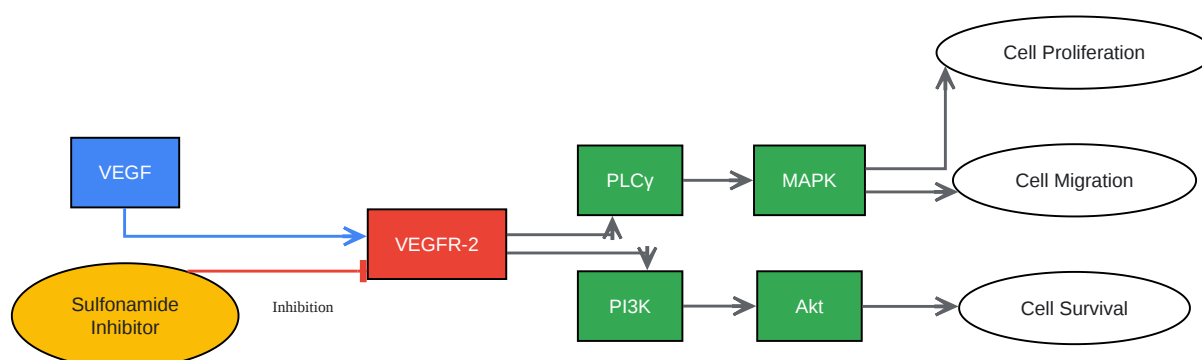 Cell Proliferation
VEGF
PLCγ
MAPK
Cell Migration
VEGFR-2
Sulfonamide
Inhibitor
Inhibition
PI3K
Akt
Cell Survival